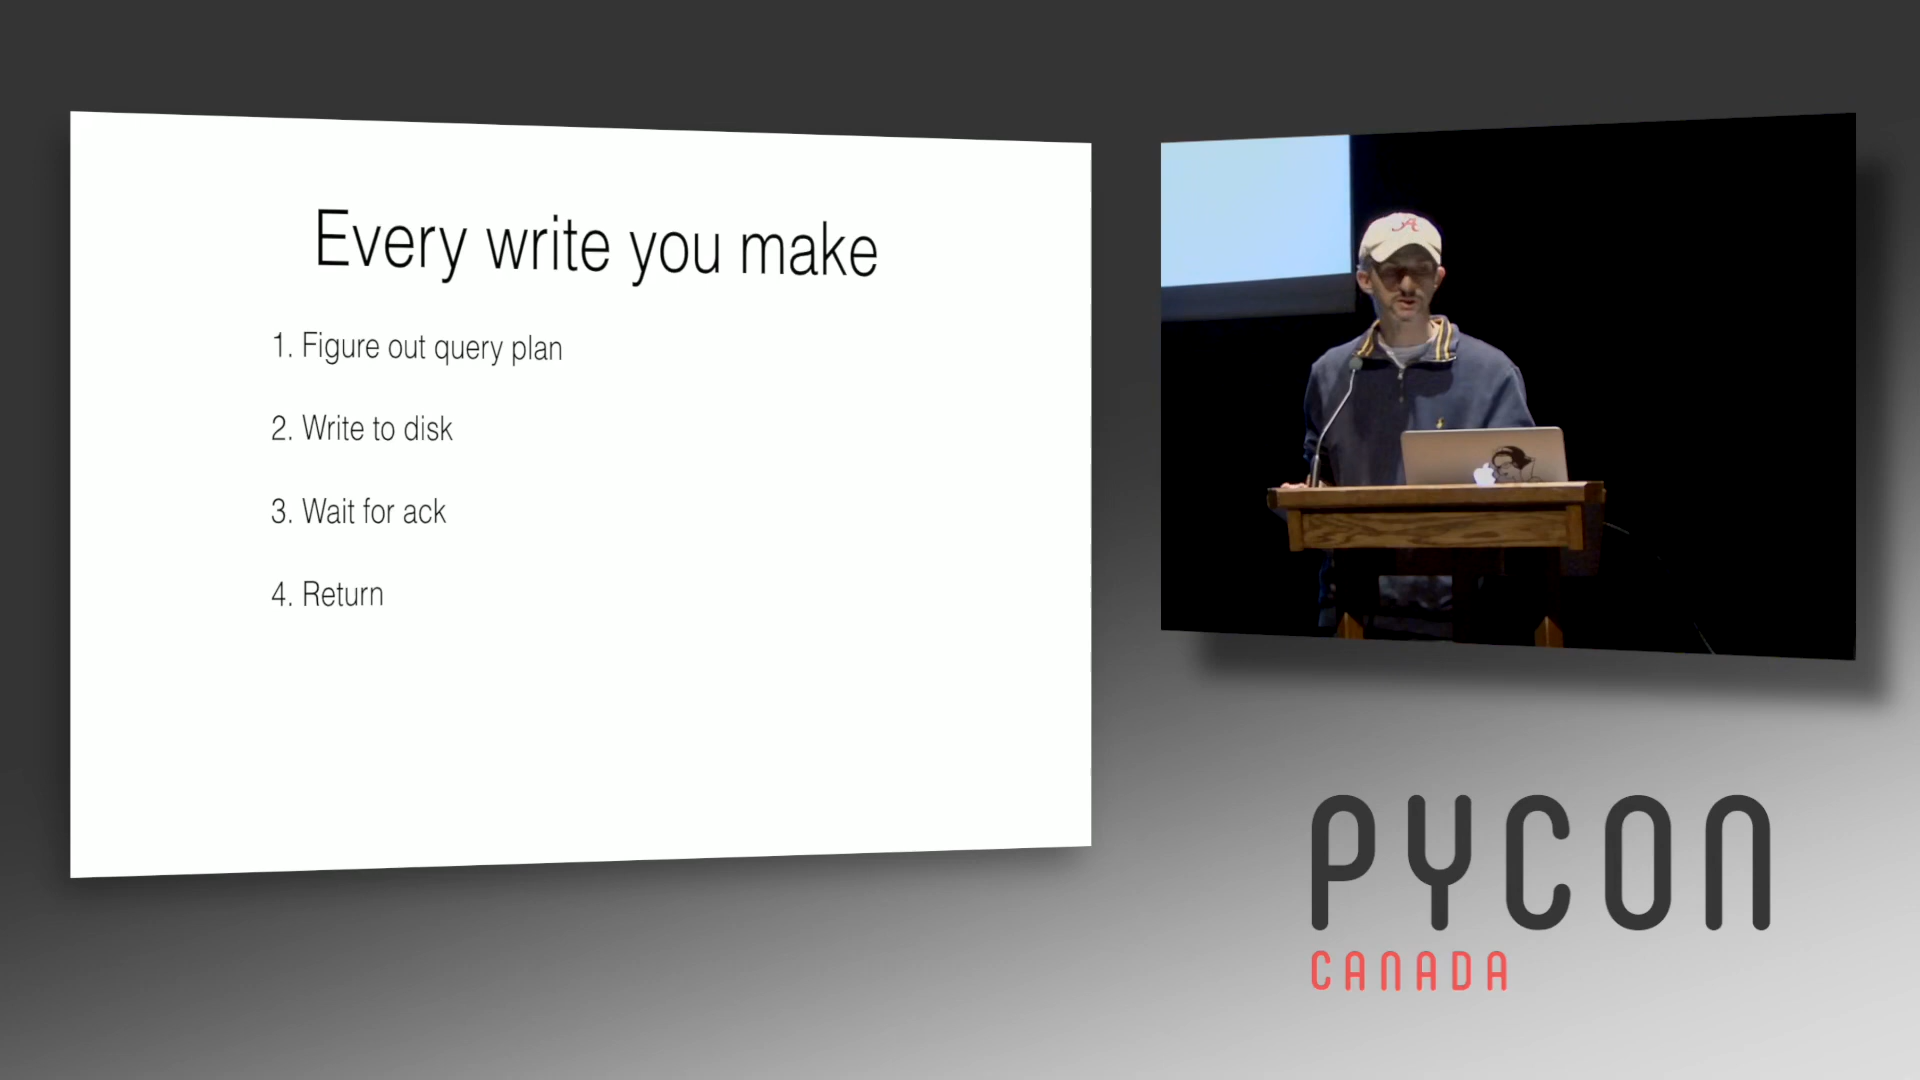 Every write you make
1. Figure out query plan
2. Write to disk
3. Wait for ack
4. Return
A
PYCON
CANADA